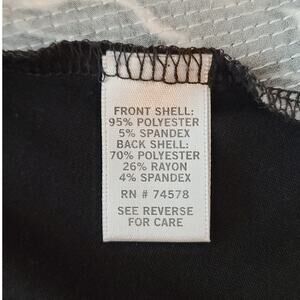 FRONT SHELL:
95% POLYESTER
5% SPANDEX
BACK SHELL:
70% POLYESTER
26% RAYON
4% SPANDEX
RN # 74578
SEE REVERSE
FOR CARE